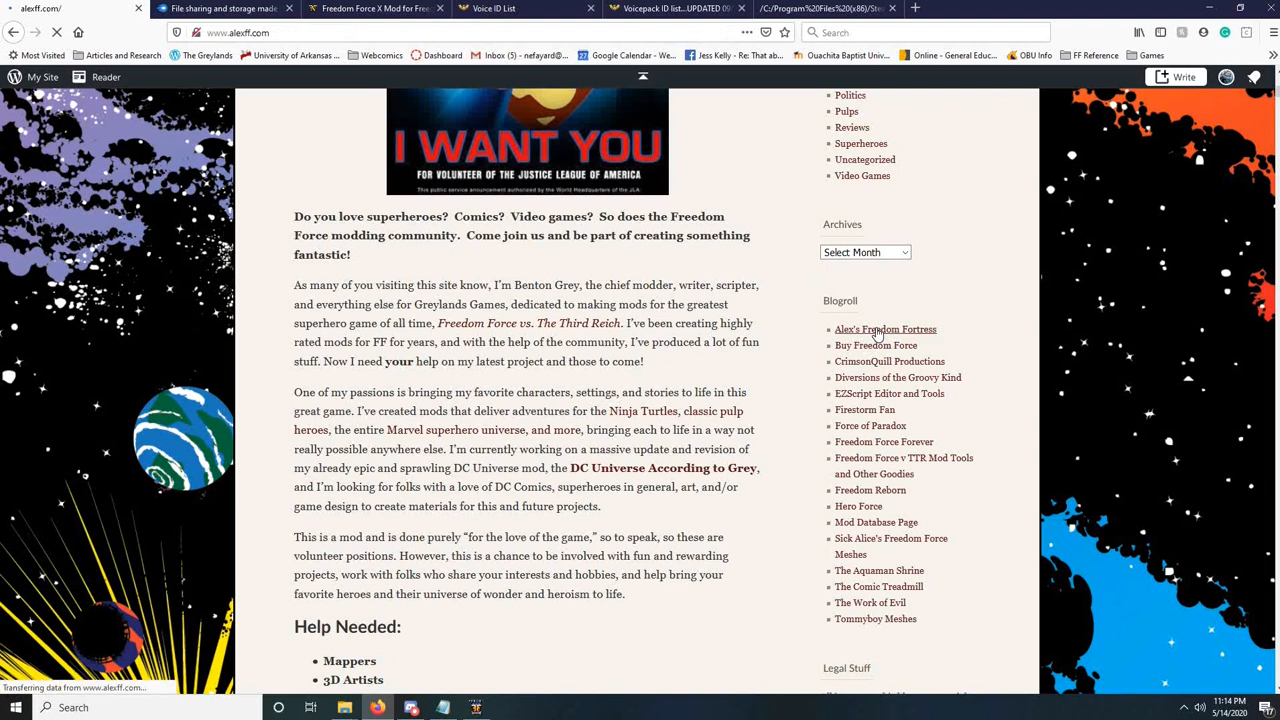 alexff.com/
File sharing and storage made
Freedom Force X Mod for Freed
Voice ID List
Voicepack ID list...UPDATED 09/
/C:/Program%20Files%20(x86)/Ste
www.alexff.com
Search
Most Visited
Articles and Research
The Greylands
University of Arkansas ...
Webcomics
Dashboard
Inbox (5) - nefayard@...
Google Calendar - We...
Jess Kelly - Re: That ab...
Ouachita Baptist Univ...
Online - General Educ...
OBU Info
FF Reference
Games
My Site
Reader
Write
I WANT YOU
FOR VOLUNTEER OF THE JUSTICE LEAGUE OF AMERICA
This public service announcement authorized by the World Headquarters of the JLA:
Do you love superheroes? Comics? Video games? So does the Freedom
Force modding community. Come join us and be part of creating something
fantastic!
As many of you visiting this site know, I'm Benton Grey, the chief modder, writer, scripter,
and everything else for Greylands Games, dedicated to making mods for the greatest
superhero game of all time, Freedom Force vs. The Third Reich. I've been creating highly
rated mods for FF for years, and with the help of the community, I've produced a lot of fun
stuff. Now I need your help on my latest project and those to come!
One of my passions is bringing my favorite characters, settings, and stories to life in this
great game. I've created mods that deliver adventures for the Ninja Turtles, classic pulp
heroes, the entire Marvel superhero universe, and more, bringing each to life in a way not
really possible anywhere else. I'm currently working on a massive update and revision of
my already epic and sprawling DC Universe mod, the DC Universe According to Grey,
and I'm looking for folks with a love of DC Comics, superheroes in general, art, and/or
game design to create materials for this and future projects.
This is a mod and is done purely “for the love of the game,” so to speak, so these are
volunteer positions. However, this is a chance to be involved with fun and rewarding
projects, work with folks who share your interests and hobbies, and help bring your
favorite heroes and their universe of wonder and heroism to life.
Help Needed:
Mappers
3D Artists
Politics
Pulps
Reviews
Superheroes
Uncategorized
Video Games
Archives
Select Month
Blogroll
Alex's Freedom Fortress
Buy Freedom Force
CrimsonQuill Productions
Diversions of the Groovy Kind
EZScript Editor and Tools
Firestorm Fan
Force of Paradox
Freedom Force Forever
Freedom Force v TTR Mod Tools
and Other Goodies
Freedom Reborn
Hero Force
Mod Database Page
Sick Alice's Freedom Force
Meshes
The Aquaman Shrine
The Comic Treadmill
The Work of Evil
Tommyboy Meshes
Legal Stuff
Transferring data from www.alexff.com...
Search
11:14 PM
5/14/2020